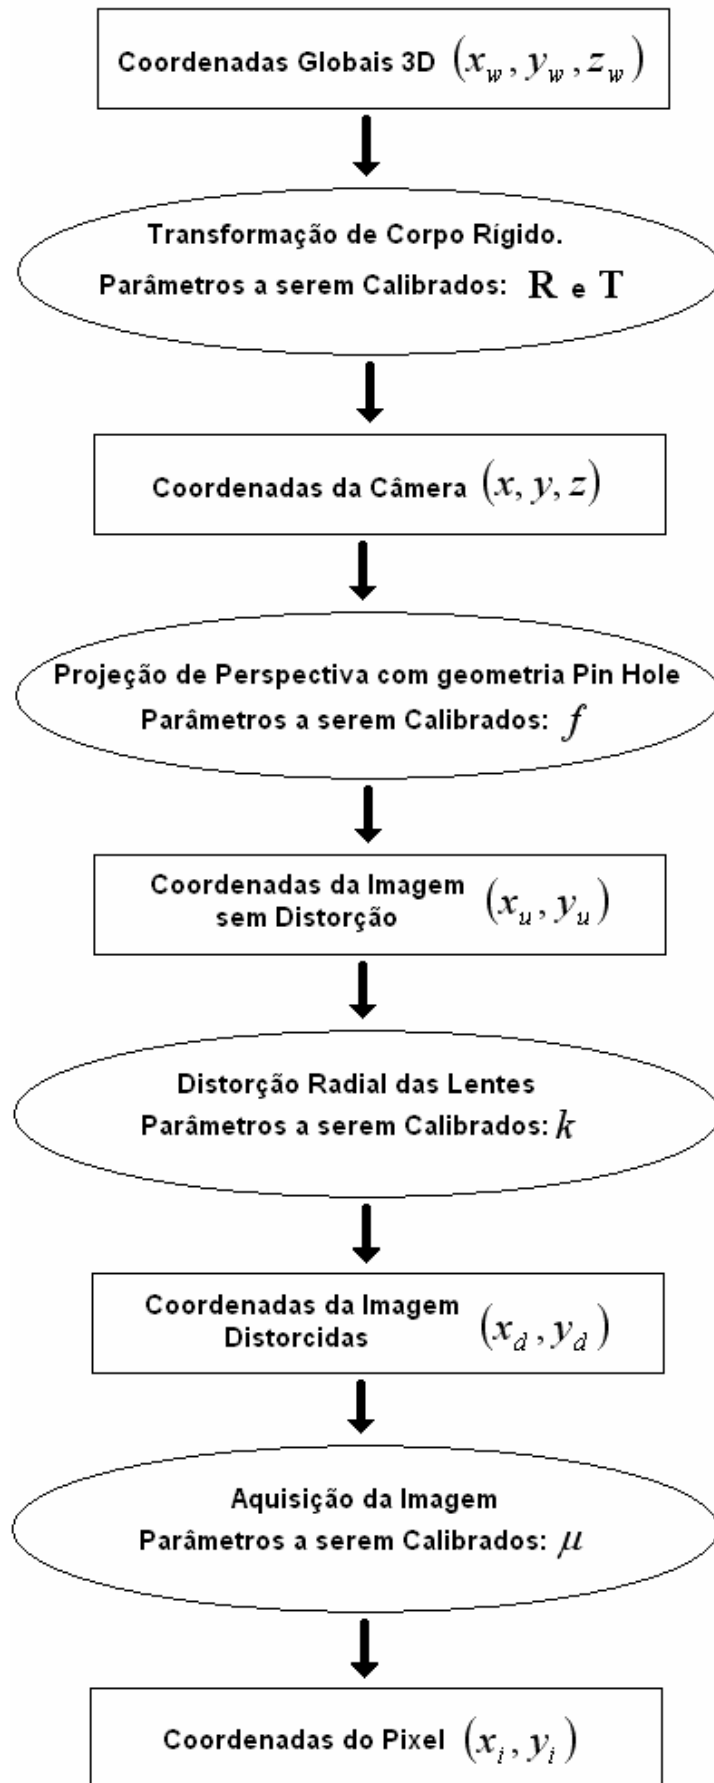 Coordenadas Globais 3D (x_w, y_w, z_w)
Transformação de Corpo Rígido.
Parâmetros a serem Calibrados: R e T
Coordenadas da Câmera (x, y, z)
Projeção de Perspectiva com geometria Pin Hole
Parâmetros a serem Calibrados: f
Coordenadas da Imagem
sem Distorção (x_u, y_u)
Distorção Radial das Lentes
Parâmetros a serem Calibrados: k
Coordenadas da Imagem
Distorcidas (x_d, y_d)
Aquisição da Imagem
Parâmetros a serem Calibrados: μ
Coordenadas do Pixel (x_i, y_i)